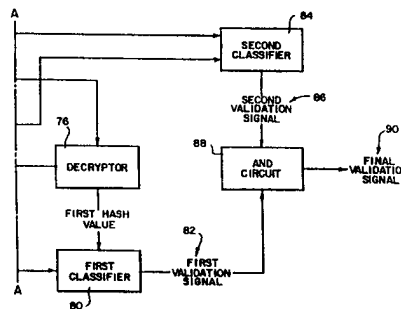 A
84
SECOND
CLASSIFIER
SECOND
VALIDATION
SIGNAL
86
76
DECRYPTOR
88
AND
CIRCUIT
90
FINAL
VALIDATION
SIGNAL
FIRST HASH
VALUE
82
FIRST
CLASSIFIER
FIRST
VALIDATION
SIGNAL
A
80